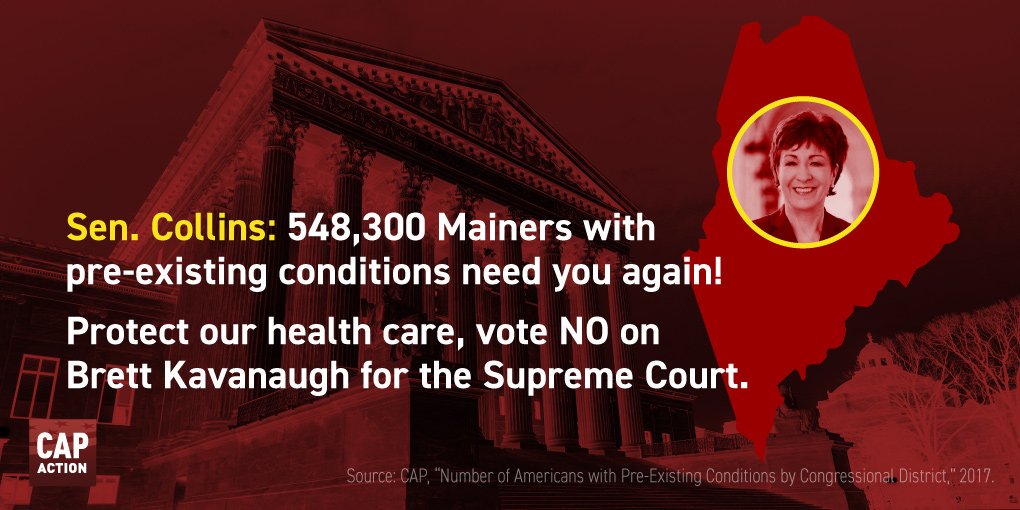 Sen. Collins: 548,300 Mainers with
pre-existing conditions need you again!
Protect our health care, vote NO on
Brett Kavanaugh for the Supreme Court.
CAP
ACTION
Source: CAP, “Number of Americans with Pre-Existing Conditions by Congressional District,” 2017.